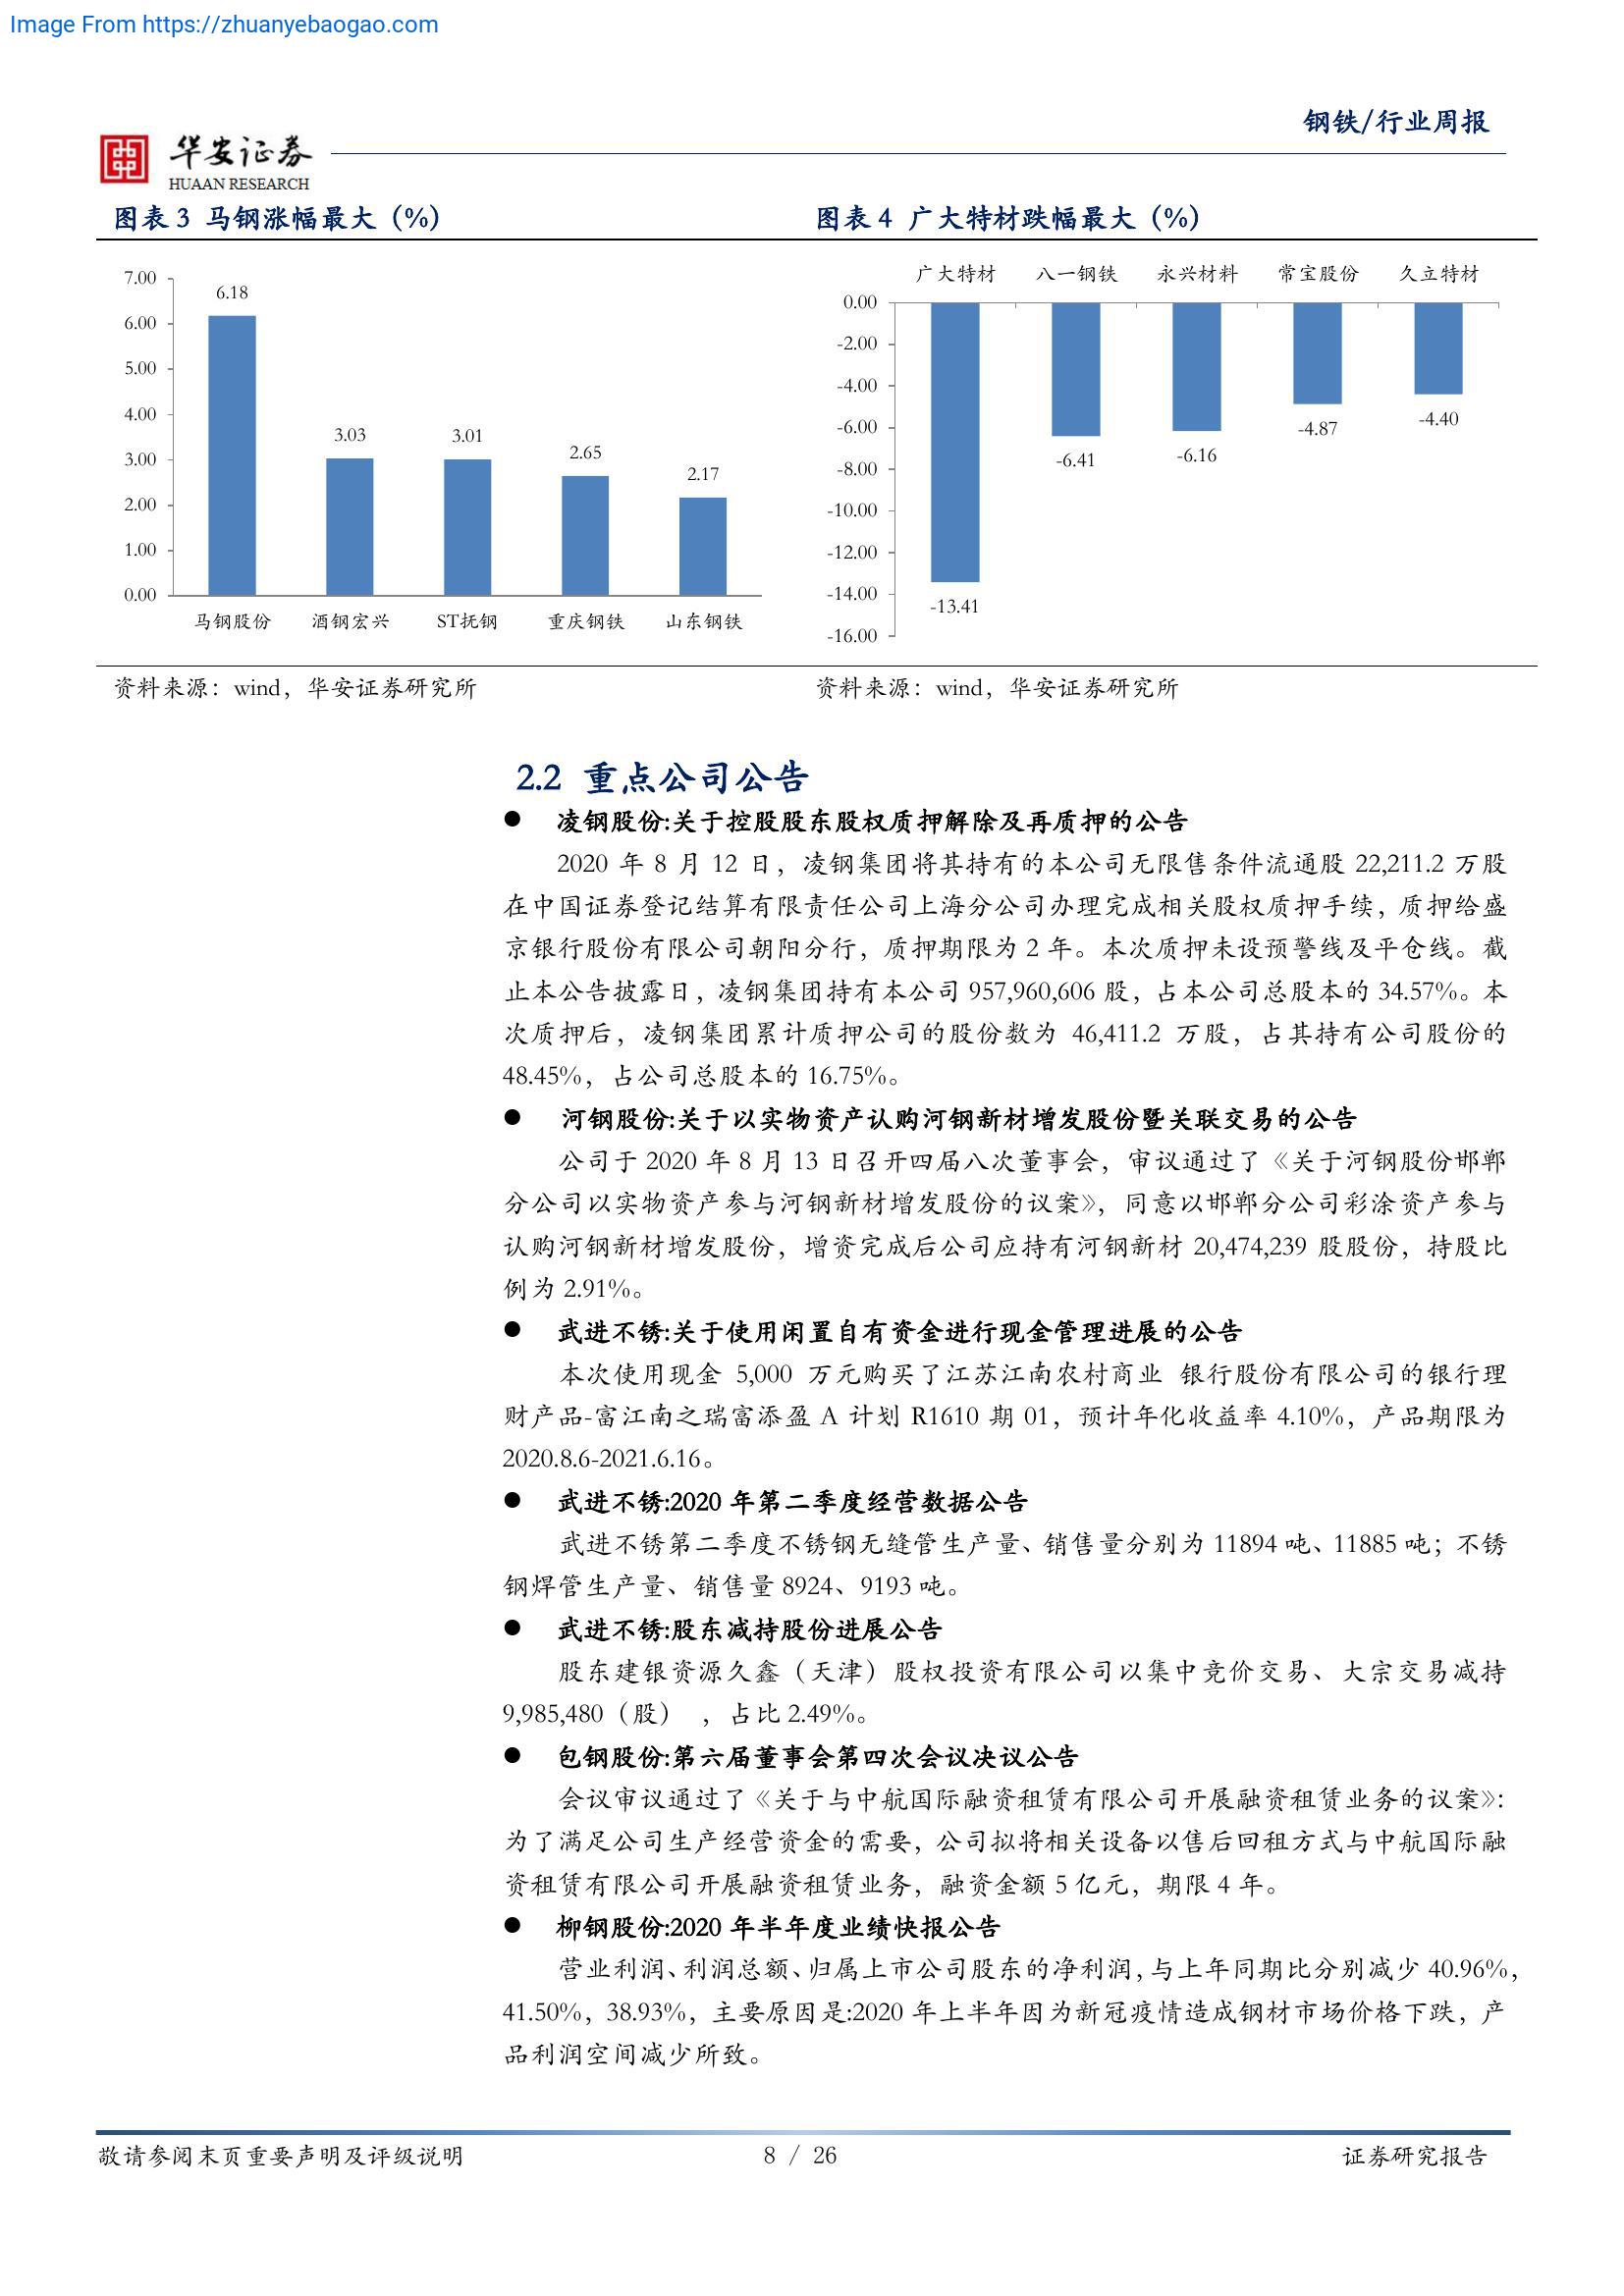 Image From https://zhuanyebaogao.com
钢铁/行业周报
华安证券
HUAAN RESEARCH
图表 3 马钢涨幅最大（%）
图表 4 广大特材跌幅最大（%）
7.00
6.00
5.00
4.00
3.00
2.00
1.00
0.00
6.18
3.03
3.01
2.65
2.17
马钢股份 酒钢宏兴 ST抚钢 重庆钢铁 山东钢铁
广大特材 八一钢铁 永兴材料 常宝股份 久立特材
0.00
-2.00
-4.00
-6.00
-8.00
-10.00
-12.00
-14.00
-16.00
-13.41
-6.41
-6.16
-4.87
-4.40
资料来源：wind，华安证券研究所
资料来源：wind，华安证券研究所
2.2 重点公司公告
● 凌钢股份:关于控股股东股权质押解除及再质押的公告
2020 年 8 月 12 日，凌钢集团将其持有的本公司无限售条件流通股 22,211.2 万股
在中国证券登记结算有限责任公司上海分公司办理完成相关股权质押手续，质押给盛
京银行股份有限公司朝阳分行，质押期限为 2 年。本次质押未设预警线及平仓线。截
止本公告披露日，凌钢集团持有本公司 957,960,606 股，占本公司总股本的 34.57%。本
次质押后，凌钢集团累计质押公司的股份数为 46,411.2 万股，占其持有公司股份的
48.45%，占公司总股本的 16.75%。
● 河钢股份:关于以实物资产认购河钢新材增发股份暨关联交易的公告
公司于 2020 年 8 月 13 日召开四届八次董事会，审议通过了《关于河钢股份邯郸
分公司以实物资产参与河钢新材增发股份的议案》，同意以邯郸分公司彩涂资产参与
认购河钢新材增发股份，增资完成后公司应持有河钢新材 20,474,239 股股份，持股比
例为 2.91%。
● 武进不锈:关于使用闲置自有资金进行现金管理进展的公告
本次使用现金 5,000 万元购买了江苏江南农村商业 银行股份有限公司的银行理
财产品-富江南之瑞富添盈 A 计划 R1610 期 01，预计年化收益率 4.10%，产品期限为
2020.8.6-2021.6.16。
● 武进不锈:2020 年第二季度经营数据公告
武进不锈第二季度不锈钢无缝管生产量、销售量分别为 11894 吨、11885 吨；不锈
钢焊管生产量、销售量 8924、9193 吨。
● 武进不锈:股东减持股份进展公告
股东建银资源久鑫（天津）股权投资有限公司以集中竞价交易、大宗交易减持
9,985,480（股） ，占比 2.49%。
● 包钢股份:第六届董事会第四次会议决议公告
会议审议通过了《关于与中航国际融资租赁有限公司开展融资租赁业务的议案》：
为了满足公司生产经营资金的需要，公司拟将相关设备以售后回租方式与中航国际融
资租赁有限公司开展融资租赁业务，融资金额 5 亿元，期限 4 年。
● 柳钢股份:2020 年半年度业绩快报公告
营业利润、利润总额、归属上市公司股东的净利润，与上年同期比分别减少 40.96%，
41.50%，38.93%，主要原因是:2020 年上半年因为新冠疫情造成钢材市场价格下跌，产
品利润空间减少所致。
敬请参阅末页重要声明及评级说明
8 / 26
证券研究报告